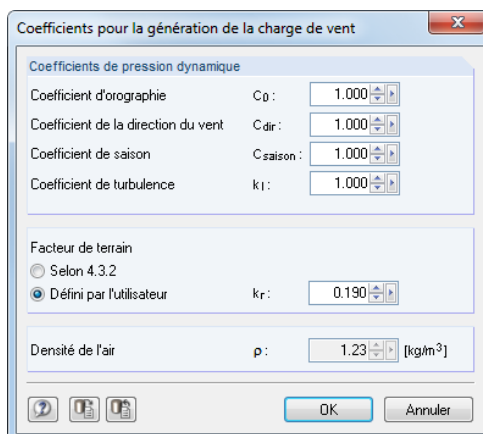 Coefficients pour la génération de la charge de vent
Coefficients de pression dynamique
Coefficient d'orographie C0 : 1.000
Coefficient de la direction du vent Cdir : 1.000
Coefficient de saison Csaison : 1.000
Coefficient de turbulence kI : 1.000
Facteur de terrain
Selon 4.3.2
Défini par l'utilisateur kr : 0.190
Densité de l'air ρ : 1.23 [kg/m³]
OK Annuler